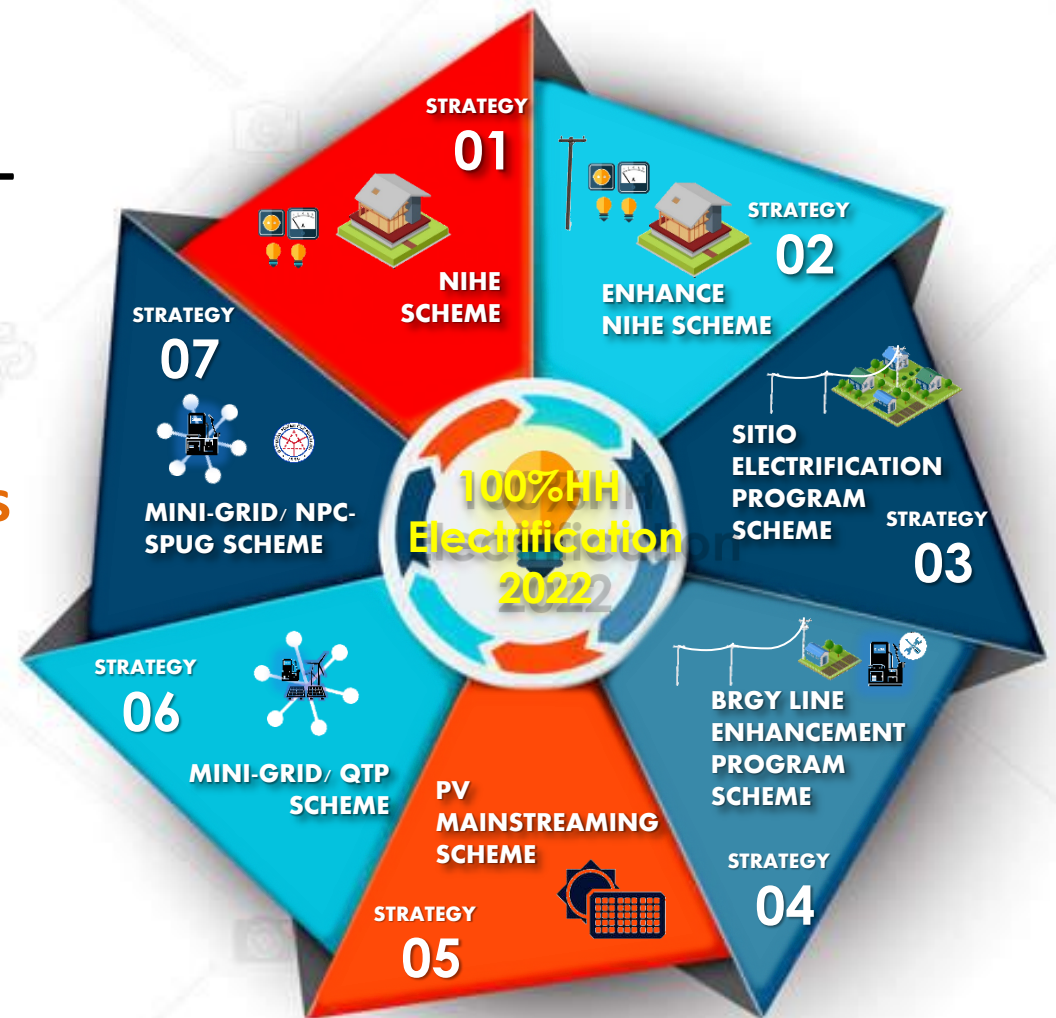 STRATEGY
01
NIHE
SCHEME
STRATEGY
02
ENHANCE
NIHE SCHEME
SITIO
ELECTRIFICATION
PROGRAM
SCHEME
STRATEGY
03
BRGY LINE
ENHANCEMENT
PROGRAM
SCHEME
STRATEGY
04
PV
MAINSTREAMING
SCHEME
STRATEGY
05
STRATEGY
06
MINI-GRID/ QTP
SCHEME
STRATEGY
07
MINI-GRID/ NPC-
SPUG SCHEME
100%HH
Electrification
2022
S